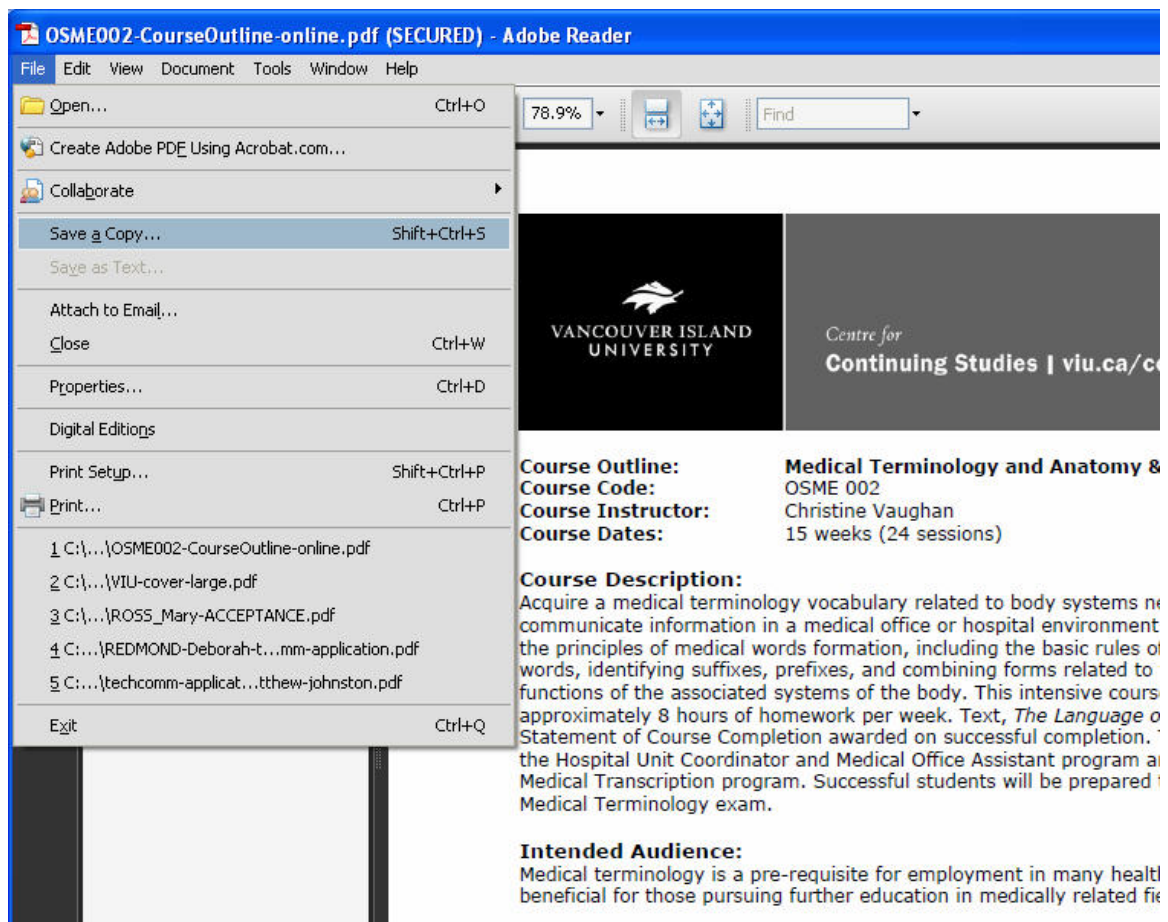 OSME002-CourseOutline-online.pdf (SECURED) - Adobe Reader
File Edit View Document Tools Window Help
Open... Ctrl+O
78.9%
Find
Create Adobe PDF Using Acrobat.com...
Collaborate
Save a Copy... Shift+Ctrl+S
Save as Text...
Attach to Email...
Close Ctrl+W
Properties... Ctrl+D
Digital Editions
Print Setup... Shift+Ctrl+P
Print... Ctrl+P
1 C:\...\OSME002-CourseOutline-online.pdf
2 C:\...\VIU-cover-large.pdf
3 C:\...\ROSS_Mary-ACCEPTANCE.pdf
4 C:...\REDMOND-Deborah-t...mm-application.pdf
5 C:...\techcomm-applicat...tthew-johnston.pdf
Exit Ctrl+Q
VANCOUVER ISLAND
UNIVERSITY
Centre for
Continuing Studies | viu.ca/c
Course Outline: Medical Terminology and Anatomy &
Course Code: OSME 002
Course Instructor: Christine Vaughan
Course Dates: 15 weeks (24 sessions)
Course Description:
Acquire a medical terminology vocabulary related to body systems
communicate information in a medical office or hospital environment
the principles of medical words formation, including the basic rules of
words, identifying suffixes, prefixes, and combining forms related to
functions of the associated systems of the body. This intensive course
approximately 8 hours of homework per week. Text, The Language
Statement of Course Completion awarded on successful completion.
the Hospital Unit Coordinator and Medical Office Assistant program
Medical Transcription program. Successful students will be prepared
Medical Terminology exam.
Intended Audience:
Medical terminology is a pre-requisite for employment in many
beneficial for those pursuing further education in medically related